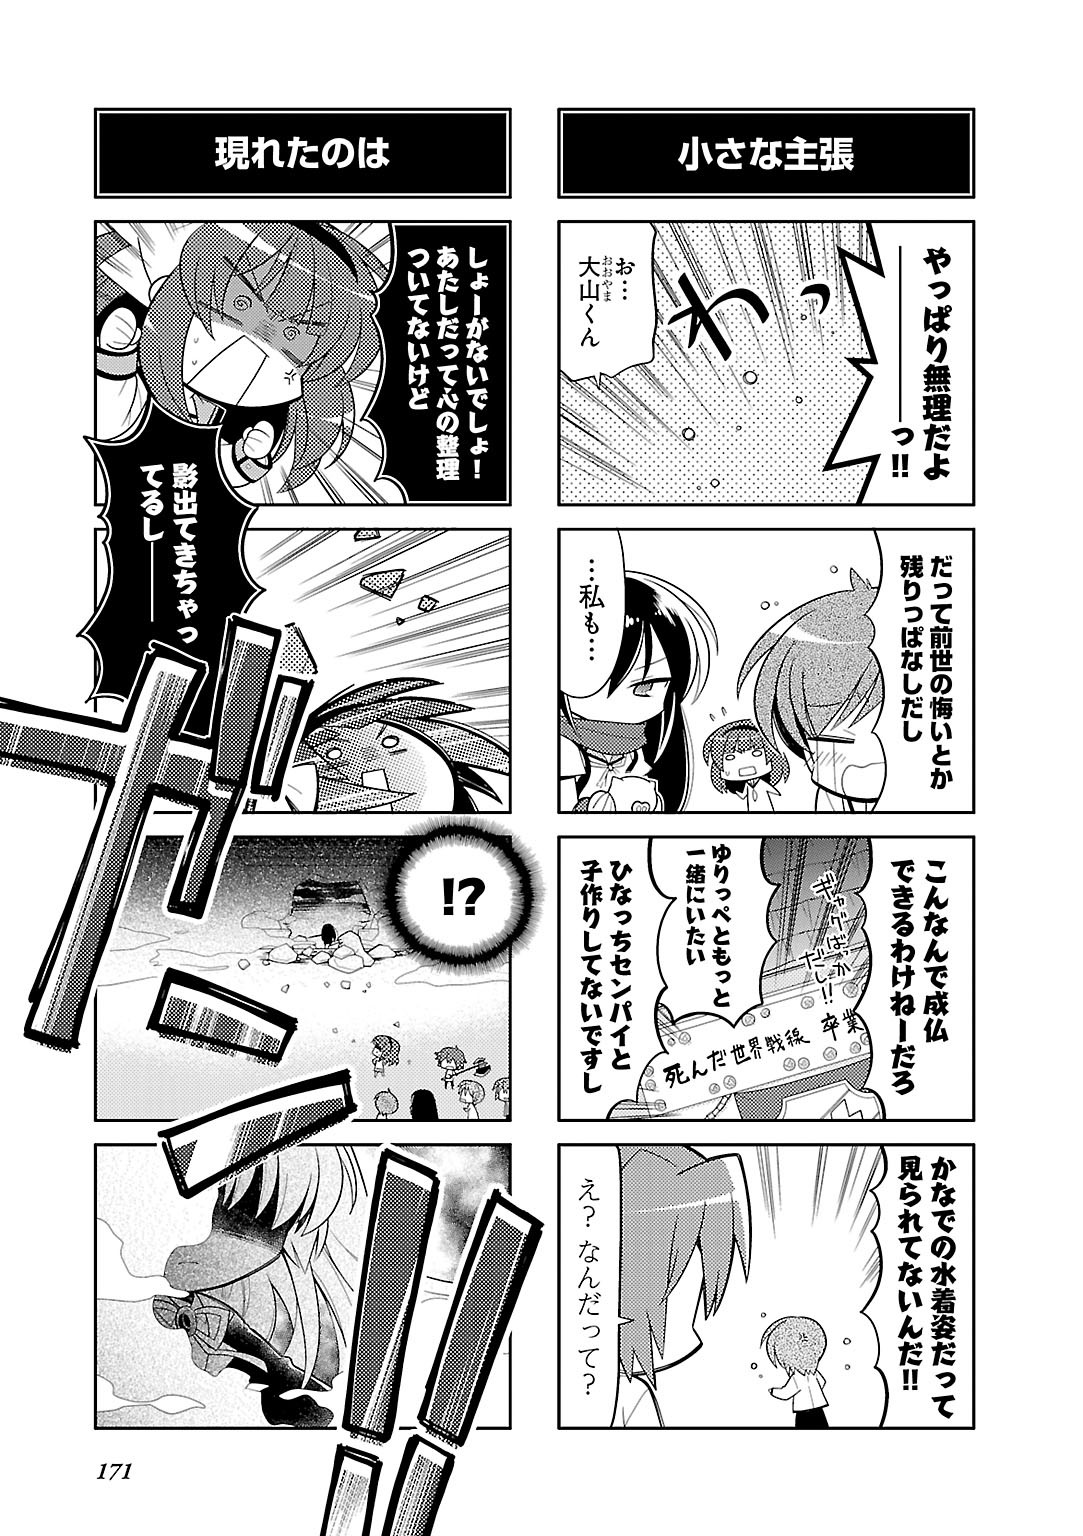 小さな主張
やっぱり無理だよ
━━━っ!!
わっ
お…
大山くん
おおやま
だって前世の悔いとか
残りっぱなしだし
…私も…
こんなんで成仏
できるわけねーだろ
ギャグばっか
だし!!
死んだ世界戦線 卒業
ゆりっぺともっと
一緒にいたい
ひなっちセンパイと
子作りしてないですし
かなでの水着姿だって
見られてないんだ!!
え?なんだって?
現れたのは
しょーがないでしょ!
あたしだって心の整理
ついてないけど
影出てきちゃっ
てるし━━
ガシャーン!!
!?
171